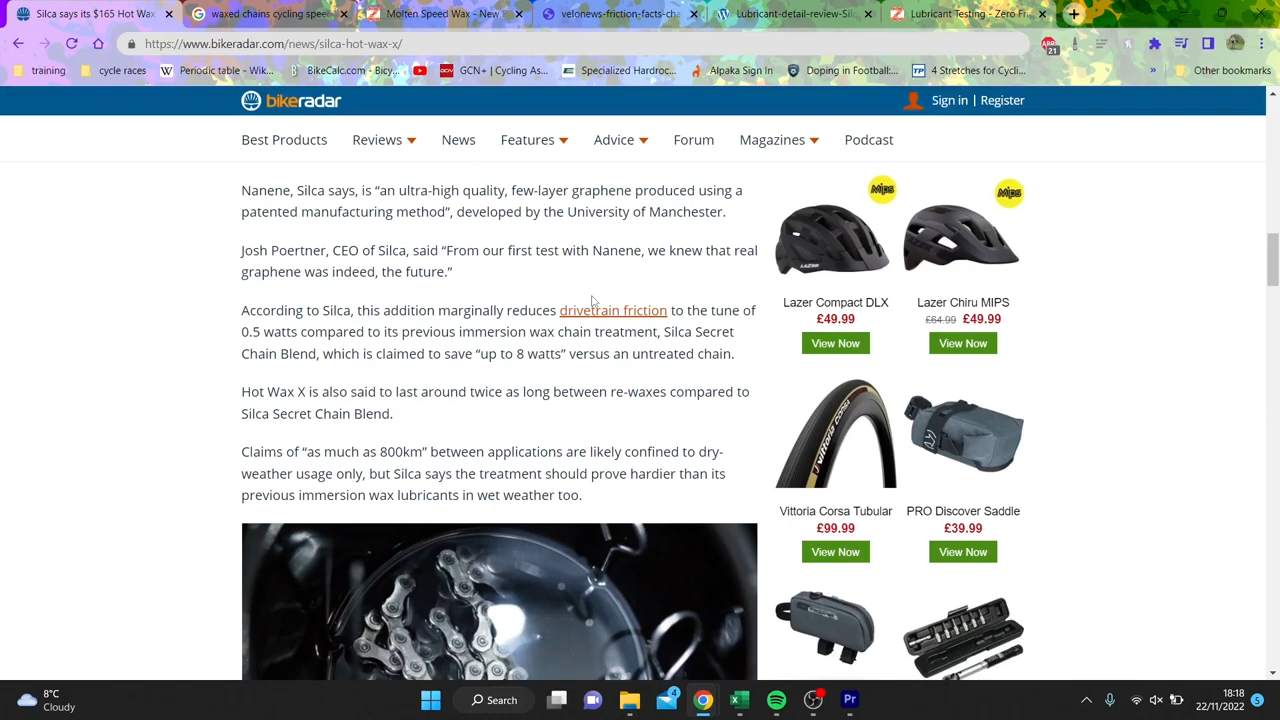 Silca says its $165 Hot Wax
waxed chains cycling speed
Molten Speed Wax - New
velonews-friction-facts-cha
Lubricant-detail-review-Sil
Lubricant Testing - Zero Fri
https://www.bikeradar.com/news/silca-hot-wax-x/
21
training
cycle races
Periodic table - Wik...
BikeCalc.com - Bicy...
GCN+ | Cycling As...
Specialized Hardroc...
Alpaka Sign In
Doping in Football:...
4 Stretches for Cycli...
Other bookmarks
bikeradar
Sign in | Register
Best Products
Reviews
News
Features
Advice
Forum
Magazines
Podcast
Nanene, Silca says, is “an ultra-high quality, few-layer graphene produced using a
patented manufacturing method”, developed by the University of Manchester.
Josh Poertner, CEO of Silca, said “From our first test with Nanene, we knew that real
graphene was indeed, the future.”
According to Silca, this addition marginally reduces drivetrain friction to the tune of
0.5 watts compared to its previous immersion wax chain treatment, Silca Secret
Chain Blend, which is claimed to save “up to 8 watts” versus an untreated chain.
Hot Wax X is also said to last around twice as long between re-waxes compared to
Silca Secret Chain Blend.
Claims of “as much as 800km” between applications are likely confined to dry-
weather usage only, but Silca says the treatment should prove hardier than its
previous immersion wax lubricants in wet weather too.
Mips
Mips
Lazer Compact DLX
£49.99
View Now
Lazer Chiru MIPS
£64.99 £49.99
View Now
Vittoria Corsa Tubular
£99.99
View Now
PRO Discover Saddle
£39.99
View Now
8°C
Cloudy
Search
4
18:18
22/11/2022
5